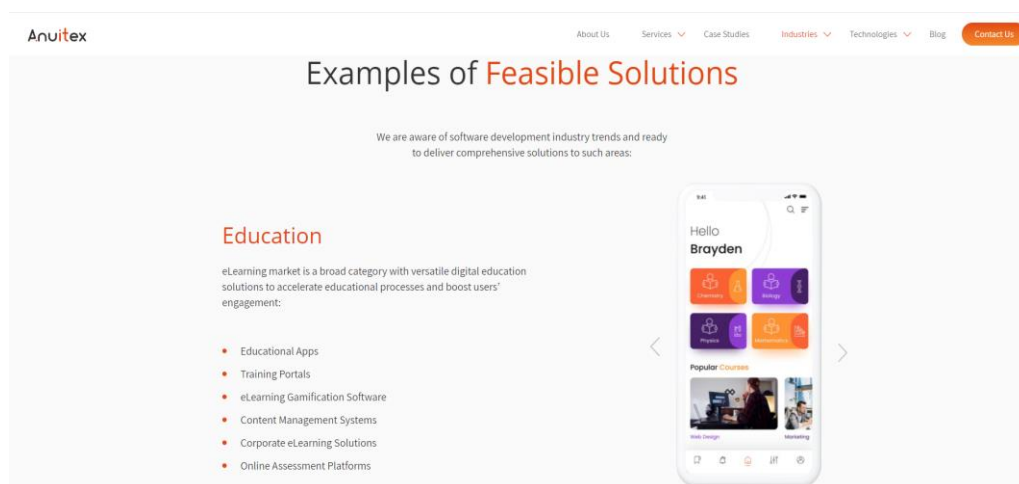 Anuitex
About Us Services Case Studies Industries Technologies Blog Contact Us
Examples of Feasible Solutions
We are aware of software development industry trends and ready
to deliver comprehensive solutions to such areas:
Education
eLearning market is a broad category with versatile digital education
solutions to accelerate educational processes and boost users'
engagement:
Educational Apps
Training Portals
eLearning Gamification Software
Content Management Systems
Corporate eLearning Solutions
Online Assessment Platforms
9:41
Hello
Brayden
Chemistry Biology
Physics Mathematics
Popular Courses
Web Design Marketing